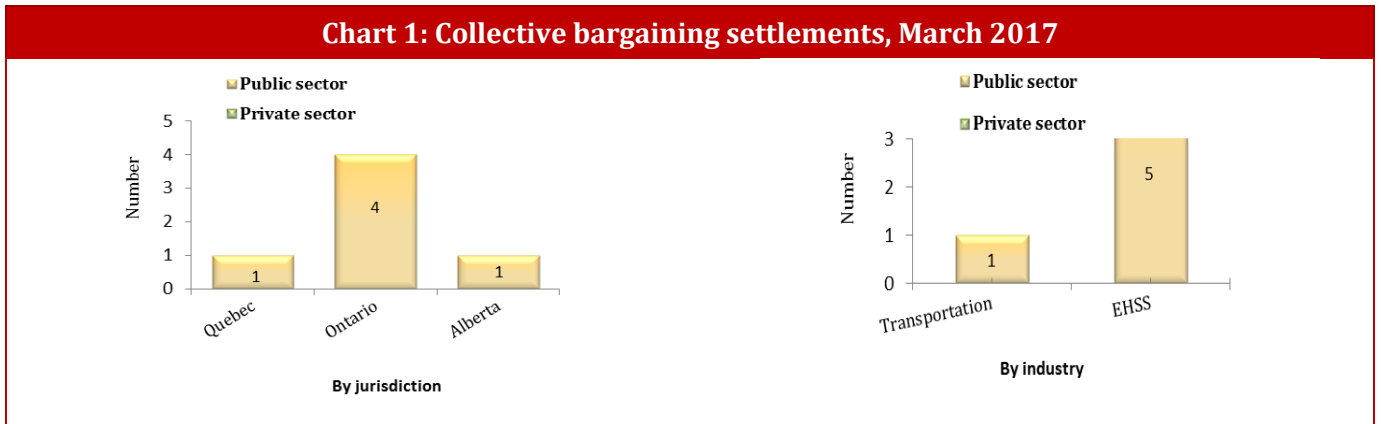 Chart 1: Collective bargaining settlements, March 2017
Public sector
Private sector
Number
5
4
3
2
1
0
1
4
1
Quebec
Ontario
Alberta
By jurisdiction
Public sector
Private sector
Number
3
2
1
0
1
5
Transportation
EHSS
By industry